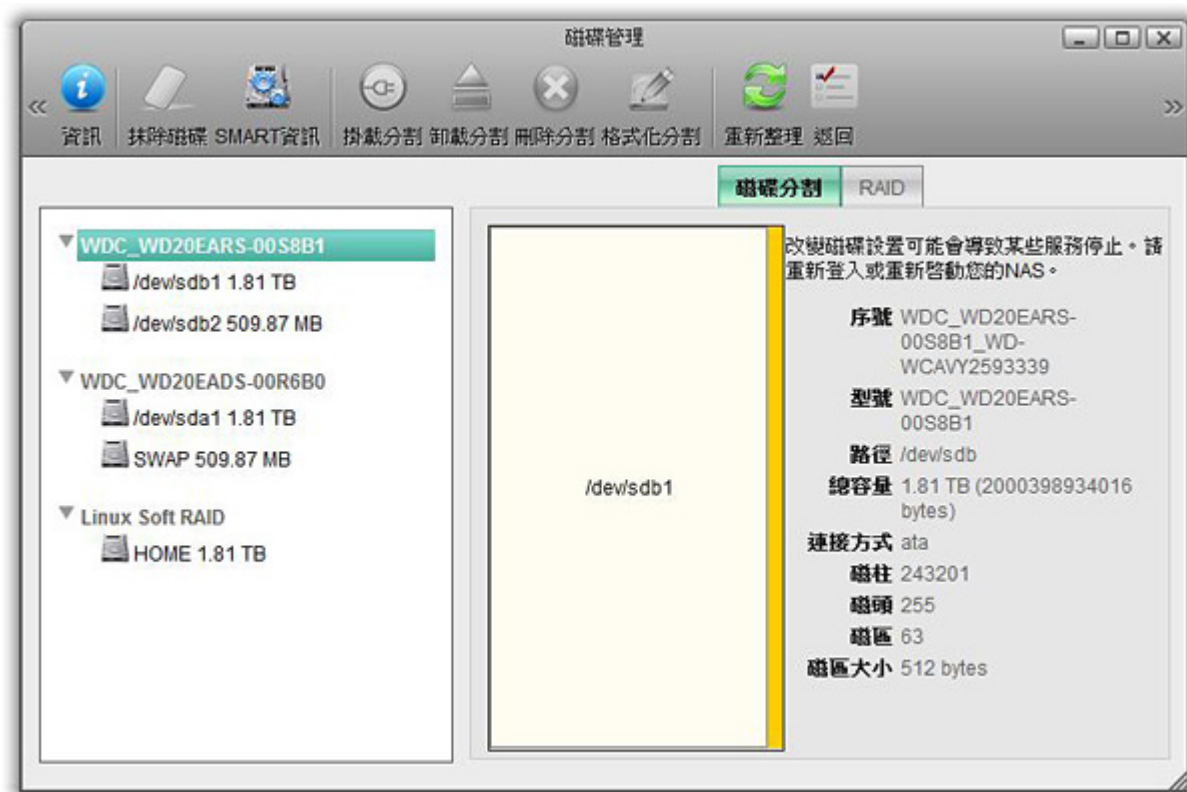 磁碟管理
«
資訊 抹除磁碟 SMART資訊 掛載分割 卸載分割 刪除分割 格式化分割 重新整理 返回
»
磁碟分割 RAID
WDC_WD20EARS-00S8B1
/dev/sdb1 1.81 TB
/dev/sdb2 509.87 MB
WDC_WD20EADS-00R6B0
/dev/sda1 1.81 TB
SWAP 509.87 MB
Linux Soft RAID
HOME 1.81 TB
/dev/sdb1
改變磁碟設置可能會導致某些服務停止。請
重新登入或重新啓動您的NAS。
序號 WDC_WD20EARS-
00S8B1_WD-
WCAVY2593339
型號 WDC_WD20EARS-
00S8B1
路徑 /dev/sdb
總容量 1.81 TB (2000398934016
bytes)
連接方式 ata
磁柱 243201
磁頭 255
磁區 63
磁區大小 512 bytes